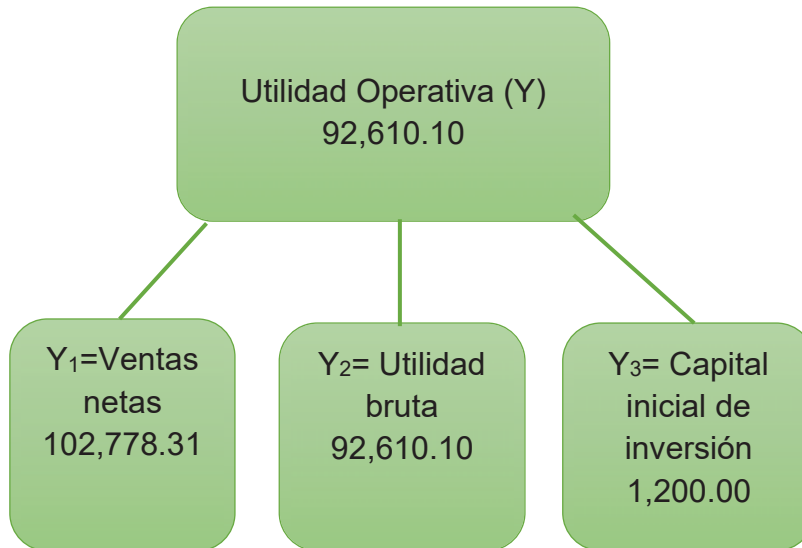 Utilidad Operativa (Y)
92,610.10
Y₁=Ventas
netas
102,778.31
Y₂= Utilidad
bruta
92,610.10
Y₃= Capital
inicial de
inversión
1,200.00